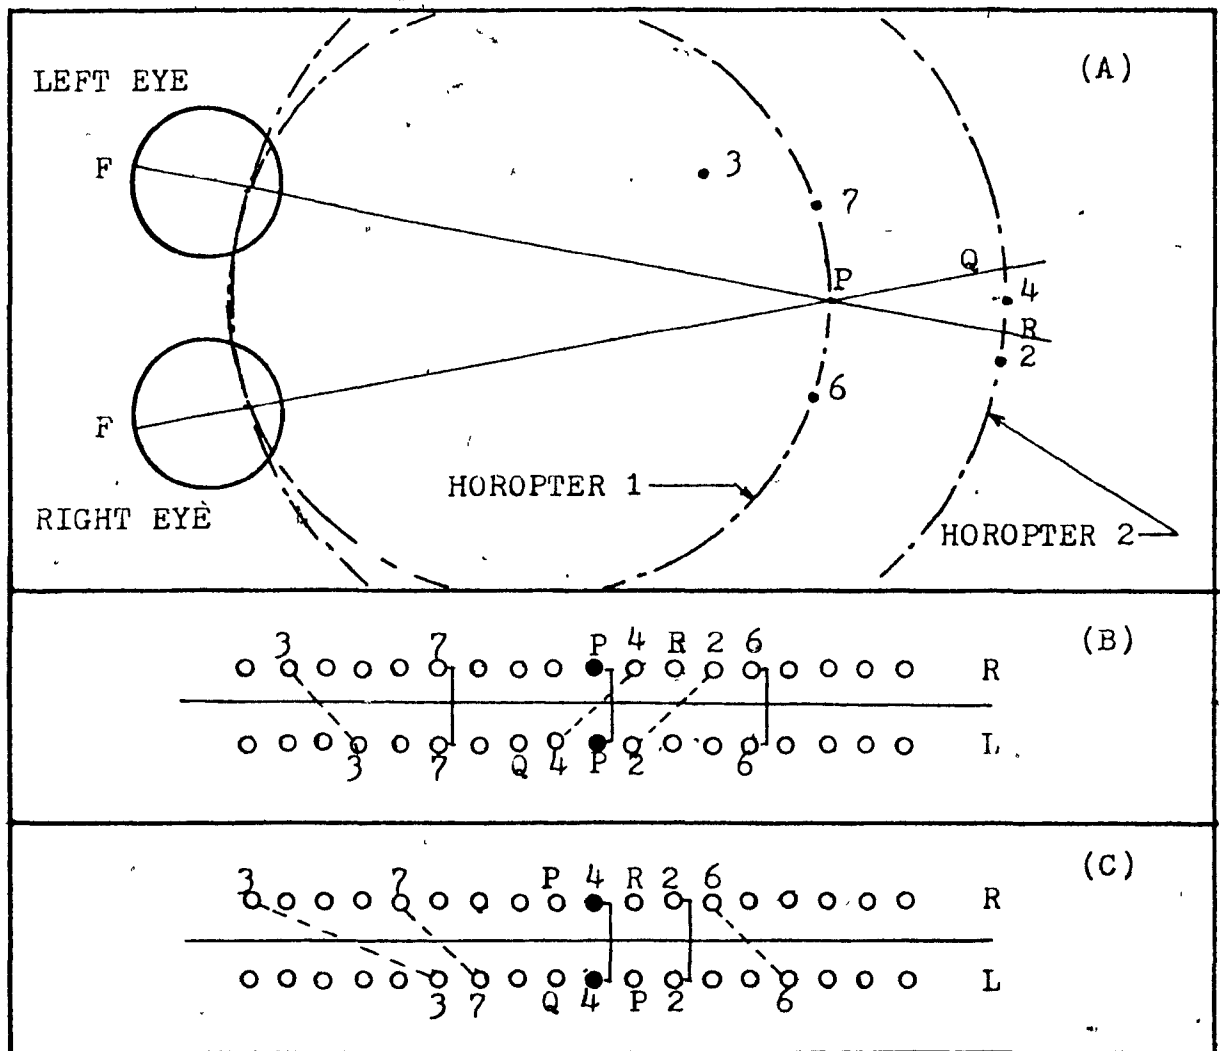 (A)
LEFT EYE
F
3
7
Q
P
4
R
2
6
F
HOROPTER 1
RIGHT EYE
HOROPTER 2
(B)
3 7 P 4 R 2 6
R
L
3 7 Q 4 P 2 6
(C)
3 7 P 4 R 2 6
R
L
3 7 Q 4 P 2 6